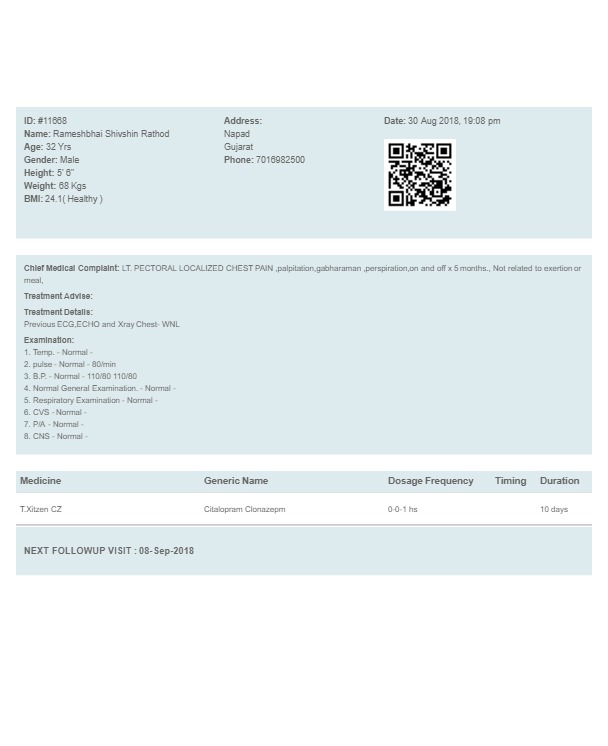 ID: #11668
Name: Rameshbhai Shivshin Rathod
Age: 32 Yrs
Gender: Male
Height: 5' 6"
Weight: 68 Kgs
BMI: 24.1( Healthy )
Address:
Napad
Gujarat
Phone: 7016982500
Date: 30 Aug 2018, 19:08 pm
Chief Medical Complaint: LT. PECTORAL LOCALIZED CHEST PAIN ,palpitation,gabharaman ,perspiration,on and off x 5 months., Not related to exertion or
meal,
Treatment Advise:
Treatment Details:
Previous ECG,ECHO and Xray Chest- WNL
Examination:
1. Temp. - Normal -
2. pulse - Normal - 80/min
3. B.P. - Normal - 110/80 110/80
4. Normal General Examination. - Normal -
5. Respiratory Examination - Normal -
6. CVS - Normal -
7. P/A - Normal -
8. CNS - Normal -
Medicine Generic Name Dosage Frequency Timing Duration
T.Xitzen CZ Citalopram Clonazepm 0-0-1 hs 10 days
NEXT FOLLOWUP VISIT : 08-Sep-2018